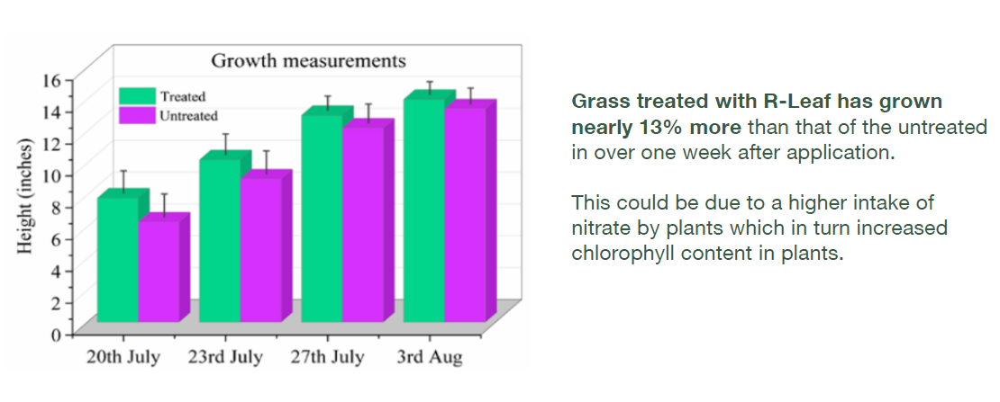 Growth measurements
Treated
Untreated
Height (inches)
16
14
12
10
8
6
4
2
0
20th July 23rd July 27th July 3rd Aug
Grass treated with R-Leaf has grown
nearly 13% more than that of the untreated
in over one week after application.
This could be due to a higher intake of
nitrate by plants which in turn increased
chlorophyll content in plants.